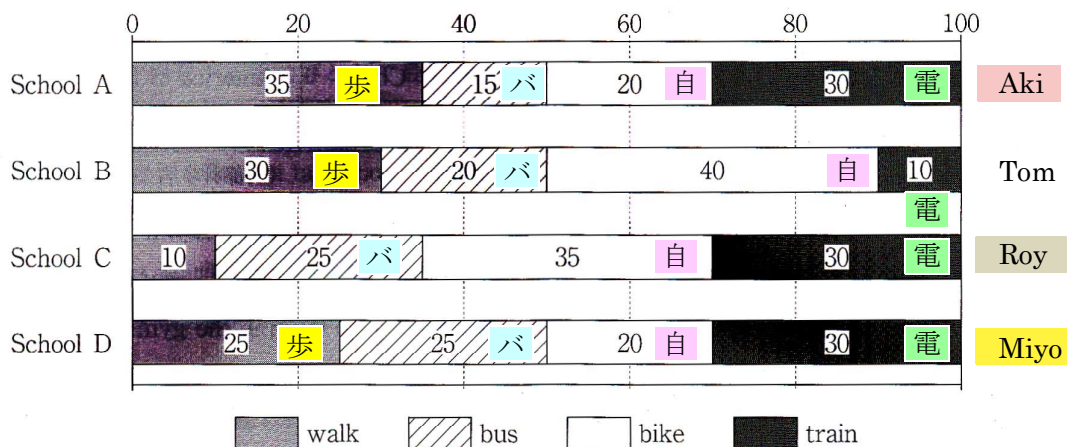 0 20 40 60 80 100
School A 35 歩 15 バ 20 自 30 電 Aki
School B 30 歩 20 バ 40 自 10 Tom
電
School C 10 25 バ 35 自 30 電 Roy
School D 25 歩 25 バ 20 自 30 電 Miyo
walk bus bike train